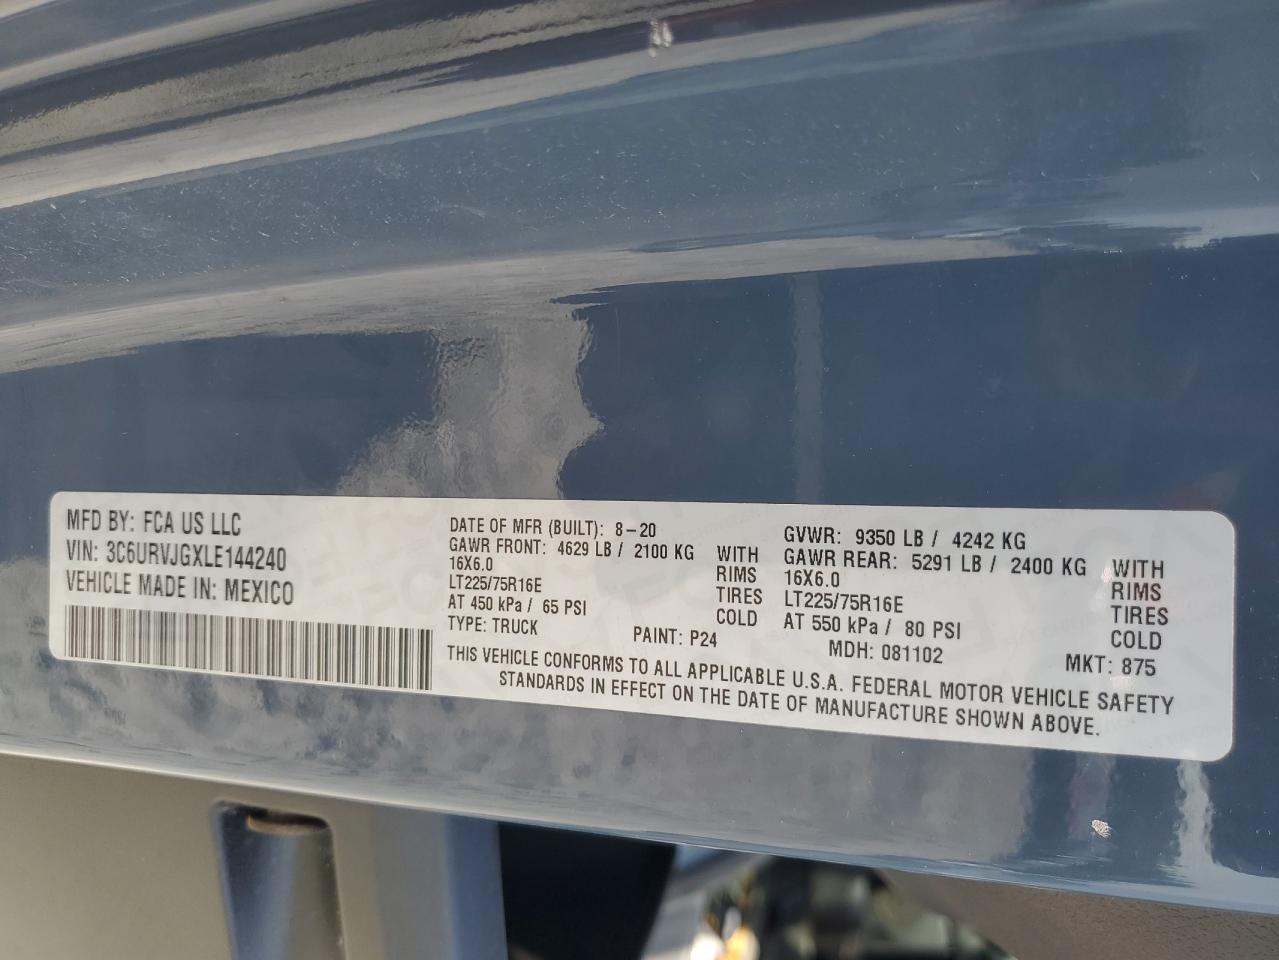 MFD BY: FCA US LLC
VIN: 3C6URVJGXLE144240
VEHICLE MADE IN: MEXICO
DATE OF MFR (BUILT): 8-20
GAWR FRONT: 4629 LB / 2100 KG WITH
16X6.0 RIMS
LT225/75R16E TIRES
AT 450 kPa / 65 PSI COLD
TYPE: TRUCK PAINT: P24
GVWR: 9350 LB / 4242 KG
GAWR REAR: 5291 LB / 2400 KG WITH
16X6.0 RIMS
LT225/75R16E TIRES
AT 550 kPa / 80 PSI COLD
MDH: 081102 MKT: 875
THIS VEHICLE CONFORMS TO ALL APPLICABLE U.S.A. FEDERAL MOTOR VEHICLE SAFETY
STANDARDS IN EFFECT ON THE DATE OF MANUFACTURE SHOWN ABOVE.